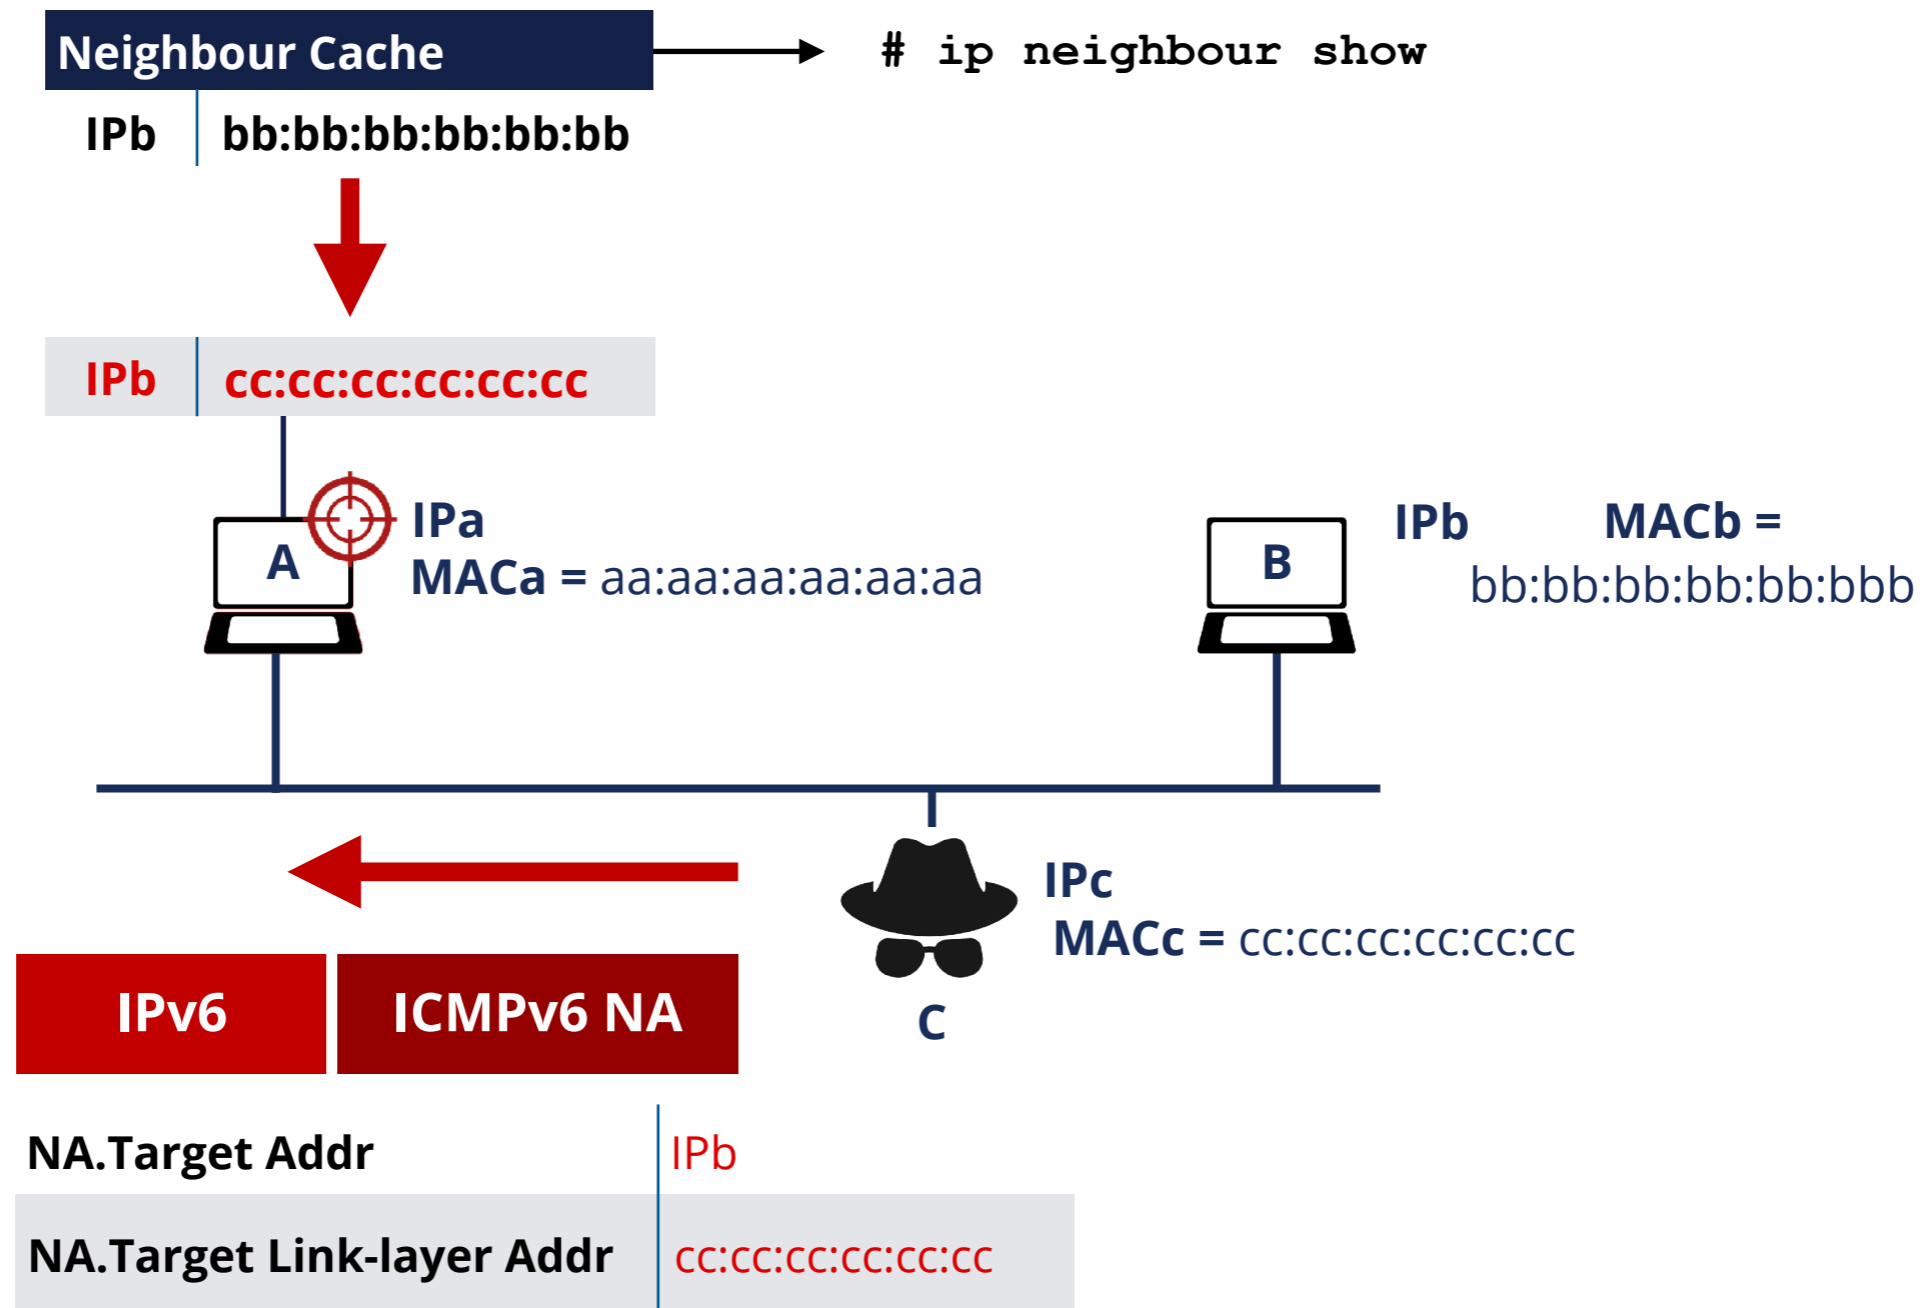 Neighbour Cache
# ip neighbour show
IPb bb:bb:bb:bb:bb:bb
IPb cc:cc:cc:cc:cc:cc
A
IPa
MACa = aa:aa:aa:aa:aa:aa
B
IPb MACb =
bb:bb:bb:bb:bb:bbb
IPc
MACc = cc:cc:cc:cc:cc:cc
C
IPv6
ICMPv6 NA
NA.Target Addr IPb
NA.Target Link-layer Addr cc:cc:cc:cc:cc:cc